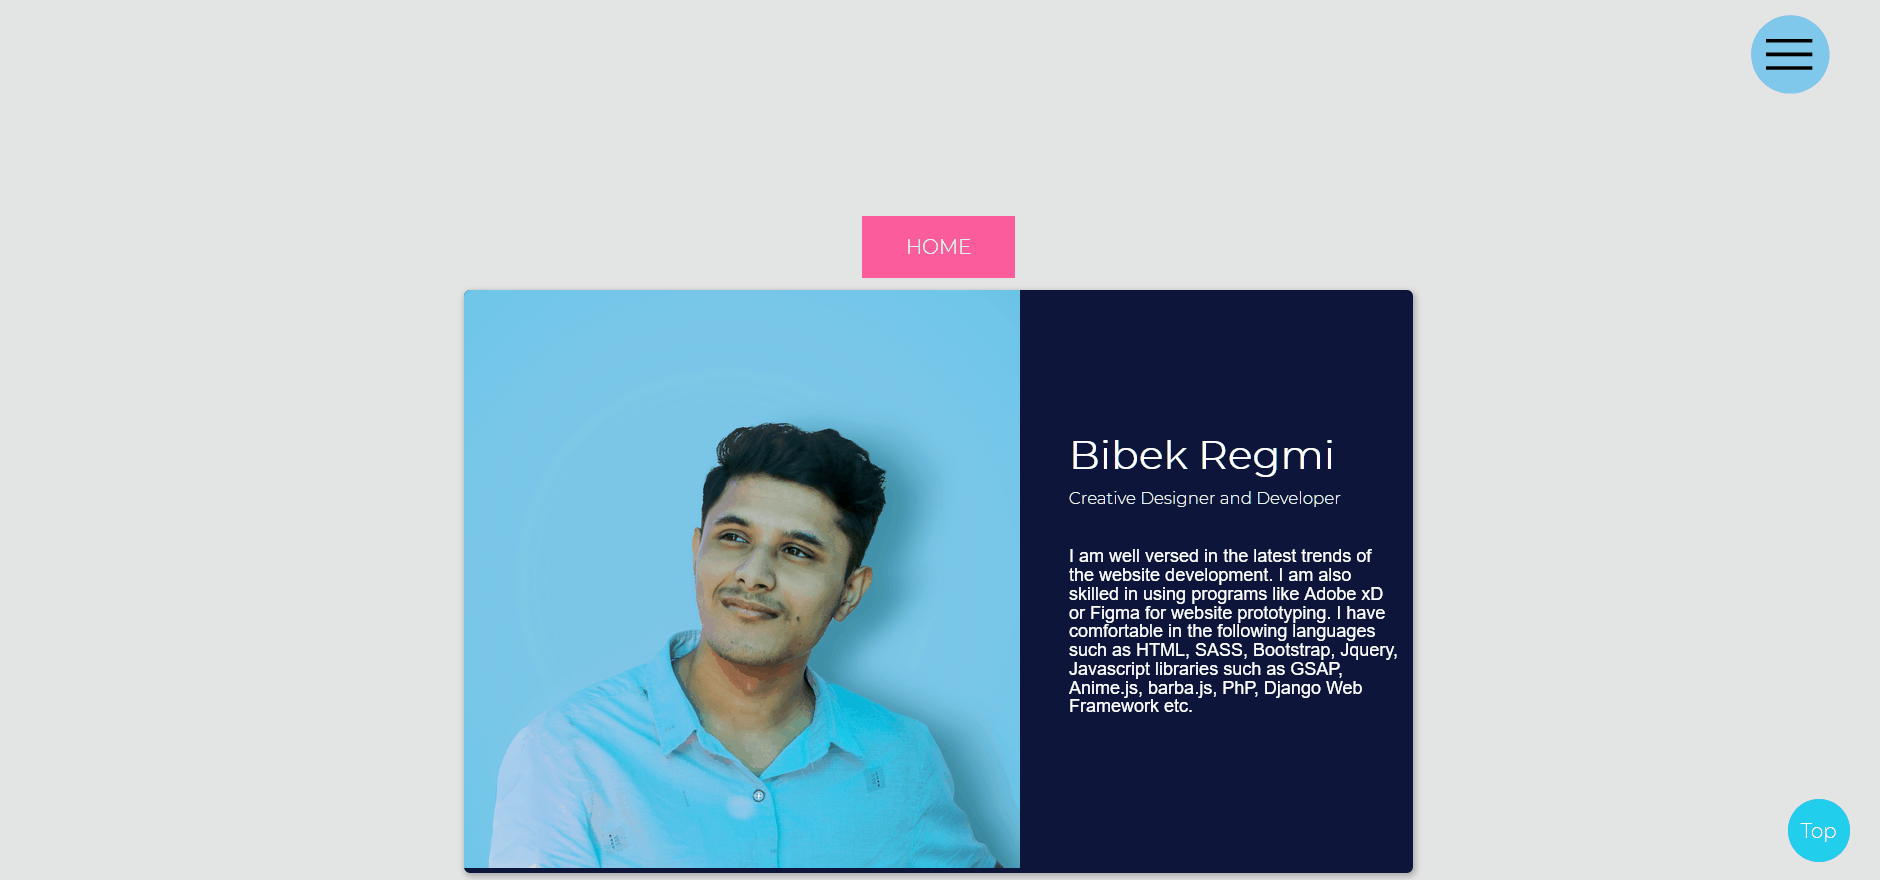 HOME
Bibek Regmi
Creative Designer and Developer
I am well versed in the latest trends of
the website development. I am also
skilled in using programs like Adobe xD
or Figma for website prototyping. I have
comfortable in the following languages
such as HTML, SASS, Bootstrap, Jquery,
Javascript libraries such as GSAP,
Anime.js, barba.js, PhP, Django Web
Framework etc.
Top